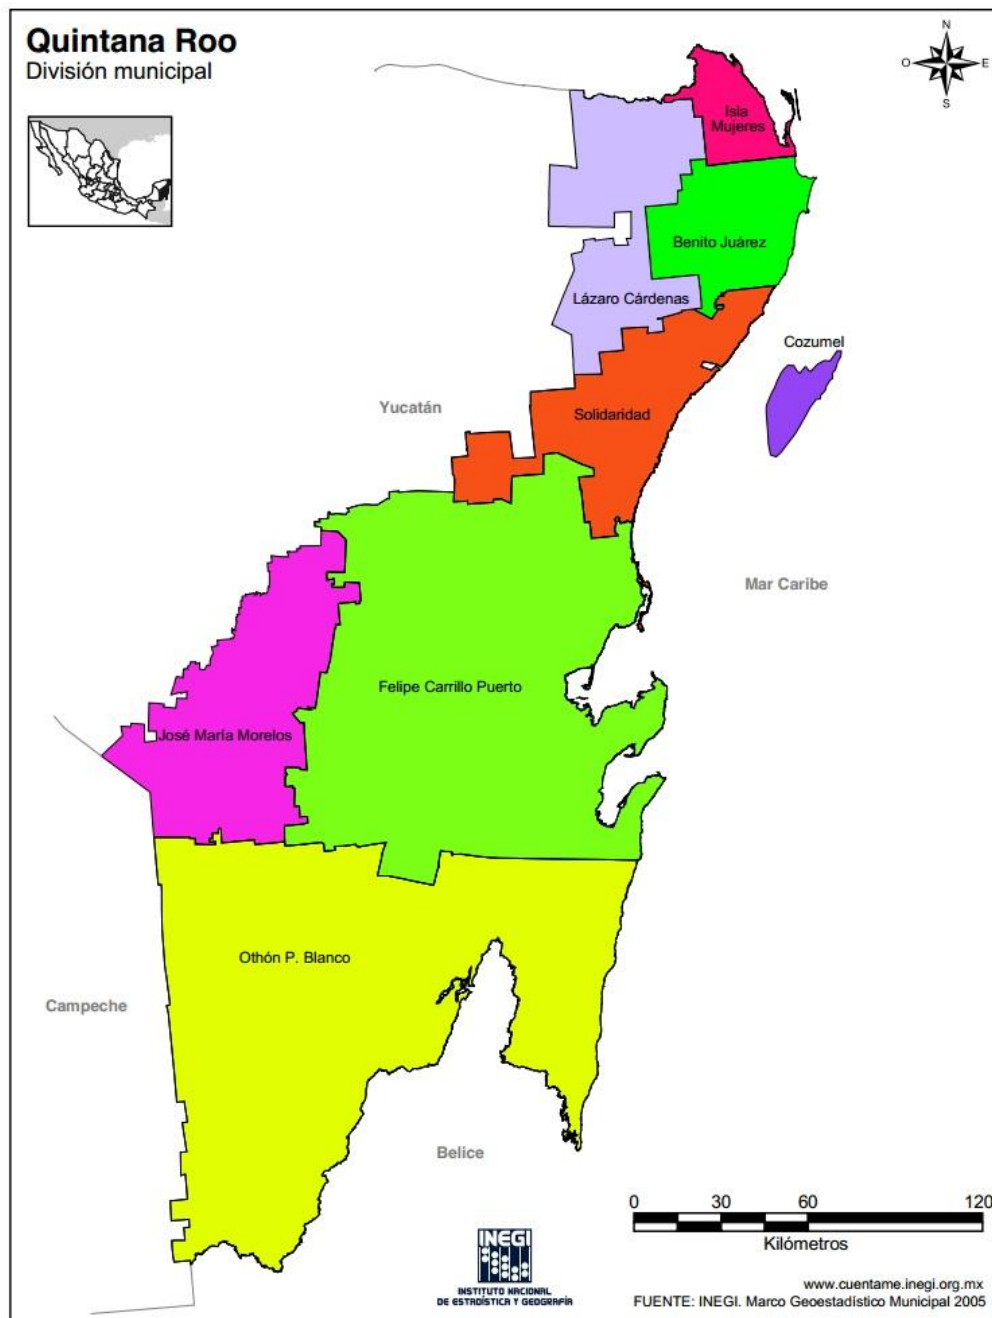 Quintana Roo
División municipal
N
O
E
S
Isla
Mujeres
Benito Juárez
Lázaro Cárdenas
Cozumel
Yucatán
Solidaridad
Mar Caribe
Felipe Carrillo Puerto
José María Morelos
Othón P. Blanco
Campeche
Belice
0 30 60 120
Kilómetros
INEGI
INSTITUTO NACIONAL
DE ESTADÍSTICA Y GEOGRAFÍA
www.cuentame.inegi.org.mx
FUENTE: INEGI. Marco Geoestadístico Municipal 2005